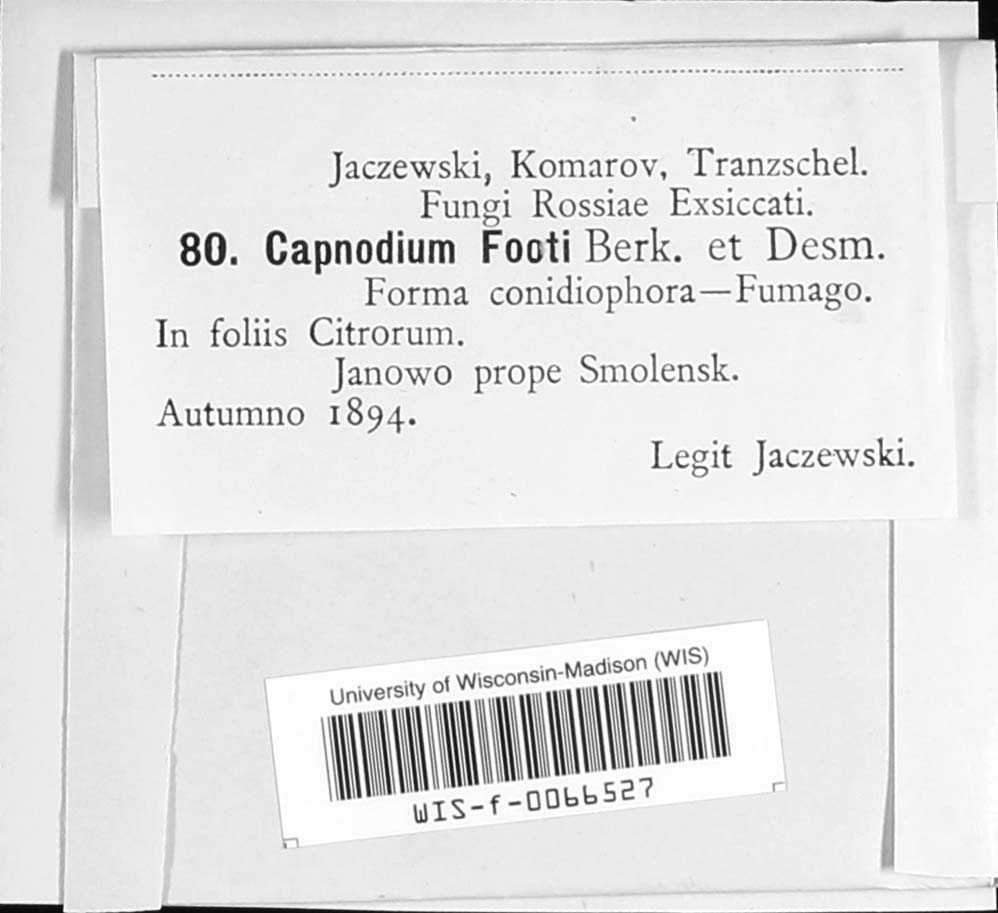 Jaczewski, Komarov, Tranzschel.
Fungi Rossiae Exsiccati.
80. Capnodium Footi Berk. et Desm.
Forma conidiophora—Fumago.
In foliis Citrorum.
Janowo prope Smolensk.
Autumno 1894.
Legit Jaczewski.
University of Wisconsin-Madison (WIS)
WIS-f-0066527